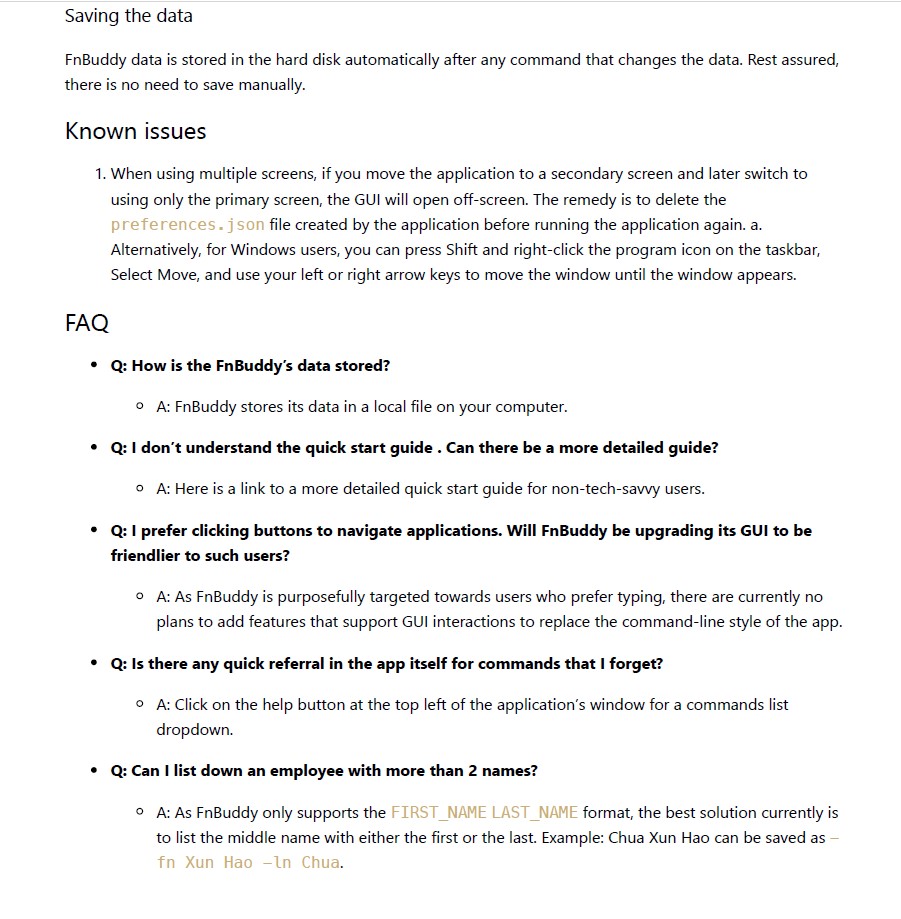 Saving the data
FnBuddy data is stored in the hard disk automatically after any command that changes the data. Rest assured,
there is no need to save manually.
Known issues
1. When using multiple screens, if you move the application to a secondary screen and later switch to
using only the primary screen, the GUI will open off-screen. The remedy is to delete the
preferences.json file created by the application before running the application again. a.
Alternatively, for Windows users, you can press Shift and right-click the program icon on the taskbar,
Select Move, and use your left or right arrow keys to move the window until the window appears.
FAQ
• Q: How is the FnBuddy's data stored?
◦ A: FnBuddy stores its data in a local file on your computer.
• Q: I don't understand the quick start guide . Can there be a more detailed guide?
◦ A: Here is a link to a more detailed quick start guide for non-tech-savvy users.
• Q: I prefer clicking buttons to navigate applications. Will FnBuddy be upgrading its GUI to be
friendlier to such users?
◦ A: As FnBuddy is purposefully targeted towards users who prefer typing, there are currently no
plans to add features that support GUI interactions to replace the command-line style of the app.
• Q: Is there any quick referral in the app itself for commands that I forget?
◦ A: Click on the help button at the top left of the application's window for a commands list
dropdown.
• Q: Can I list down an employee with more than 2 names?
◦ A: As FnBuddy only supports the FIRST_NAME LAST_NAME format, the best solution currently is
to list the middle name with either the first or the last. Example: Chua Xun Hao can be saved as –
fn Xun Hao –ln Chua.